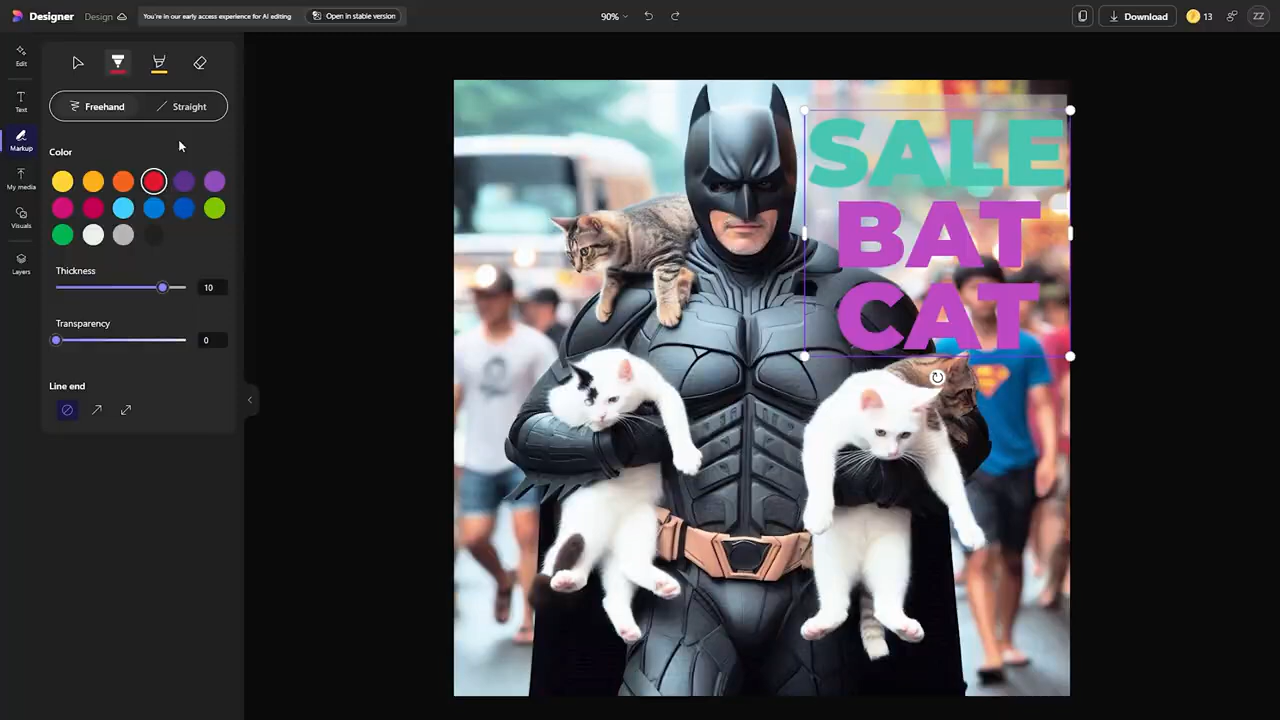 Designer
Design
You're in our early access experience for AI editing
Open in stable version
90%
Download
13
ZZ
Edit
Text
Markup
My media
Visuals
Layers
Freehand
Straight
Color
Thickness
10
Transparency
0
Line end
SALE
BAT
CAT